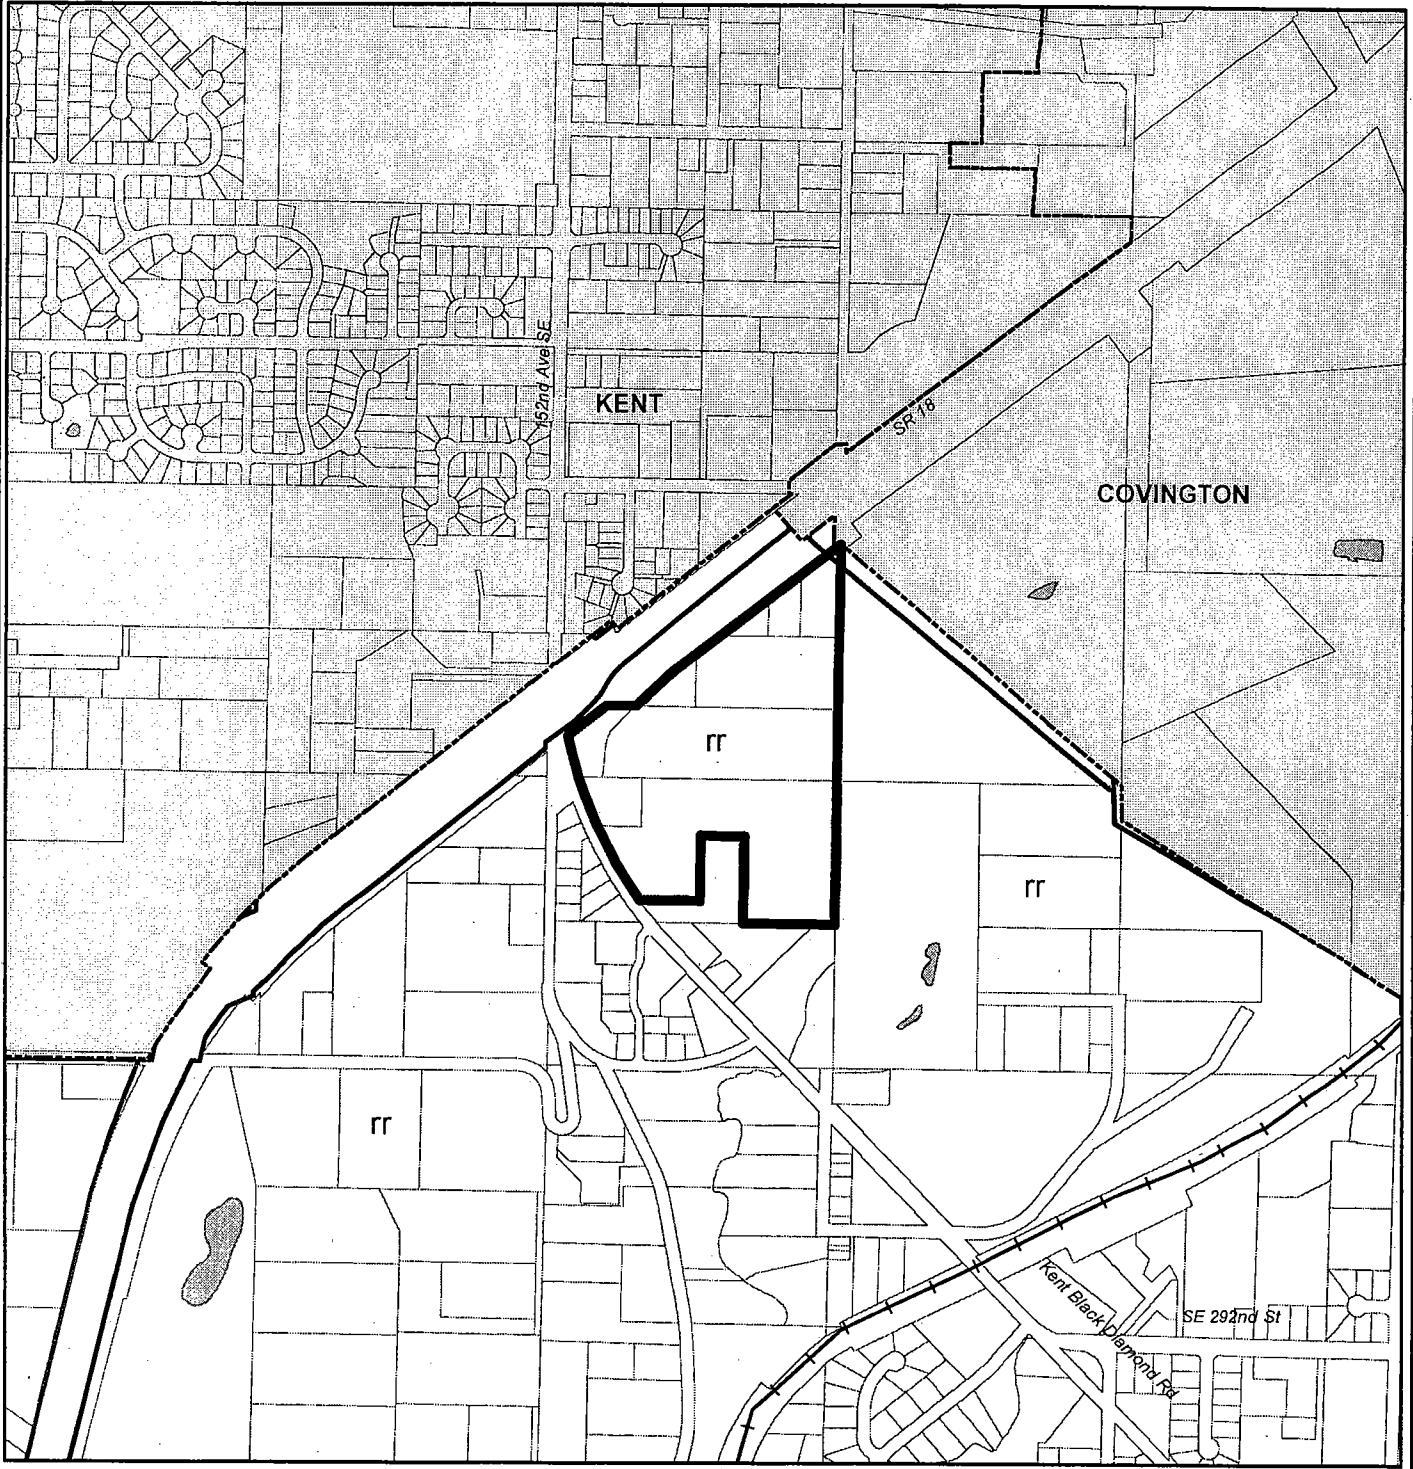 152nd Ave SE
KENT
SR 18
COVINGTON
rr
rr
rr
Kent Black Diamond Rd
SE 292nd St